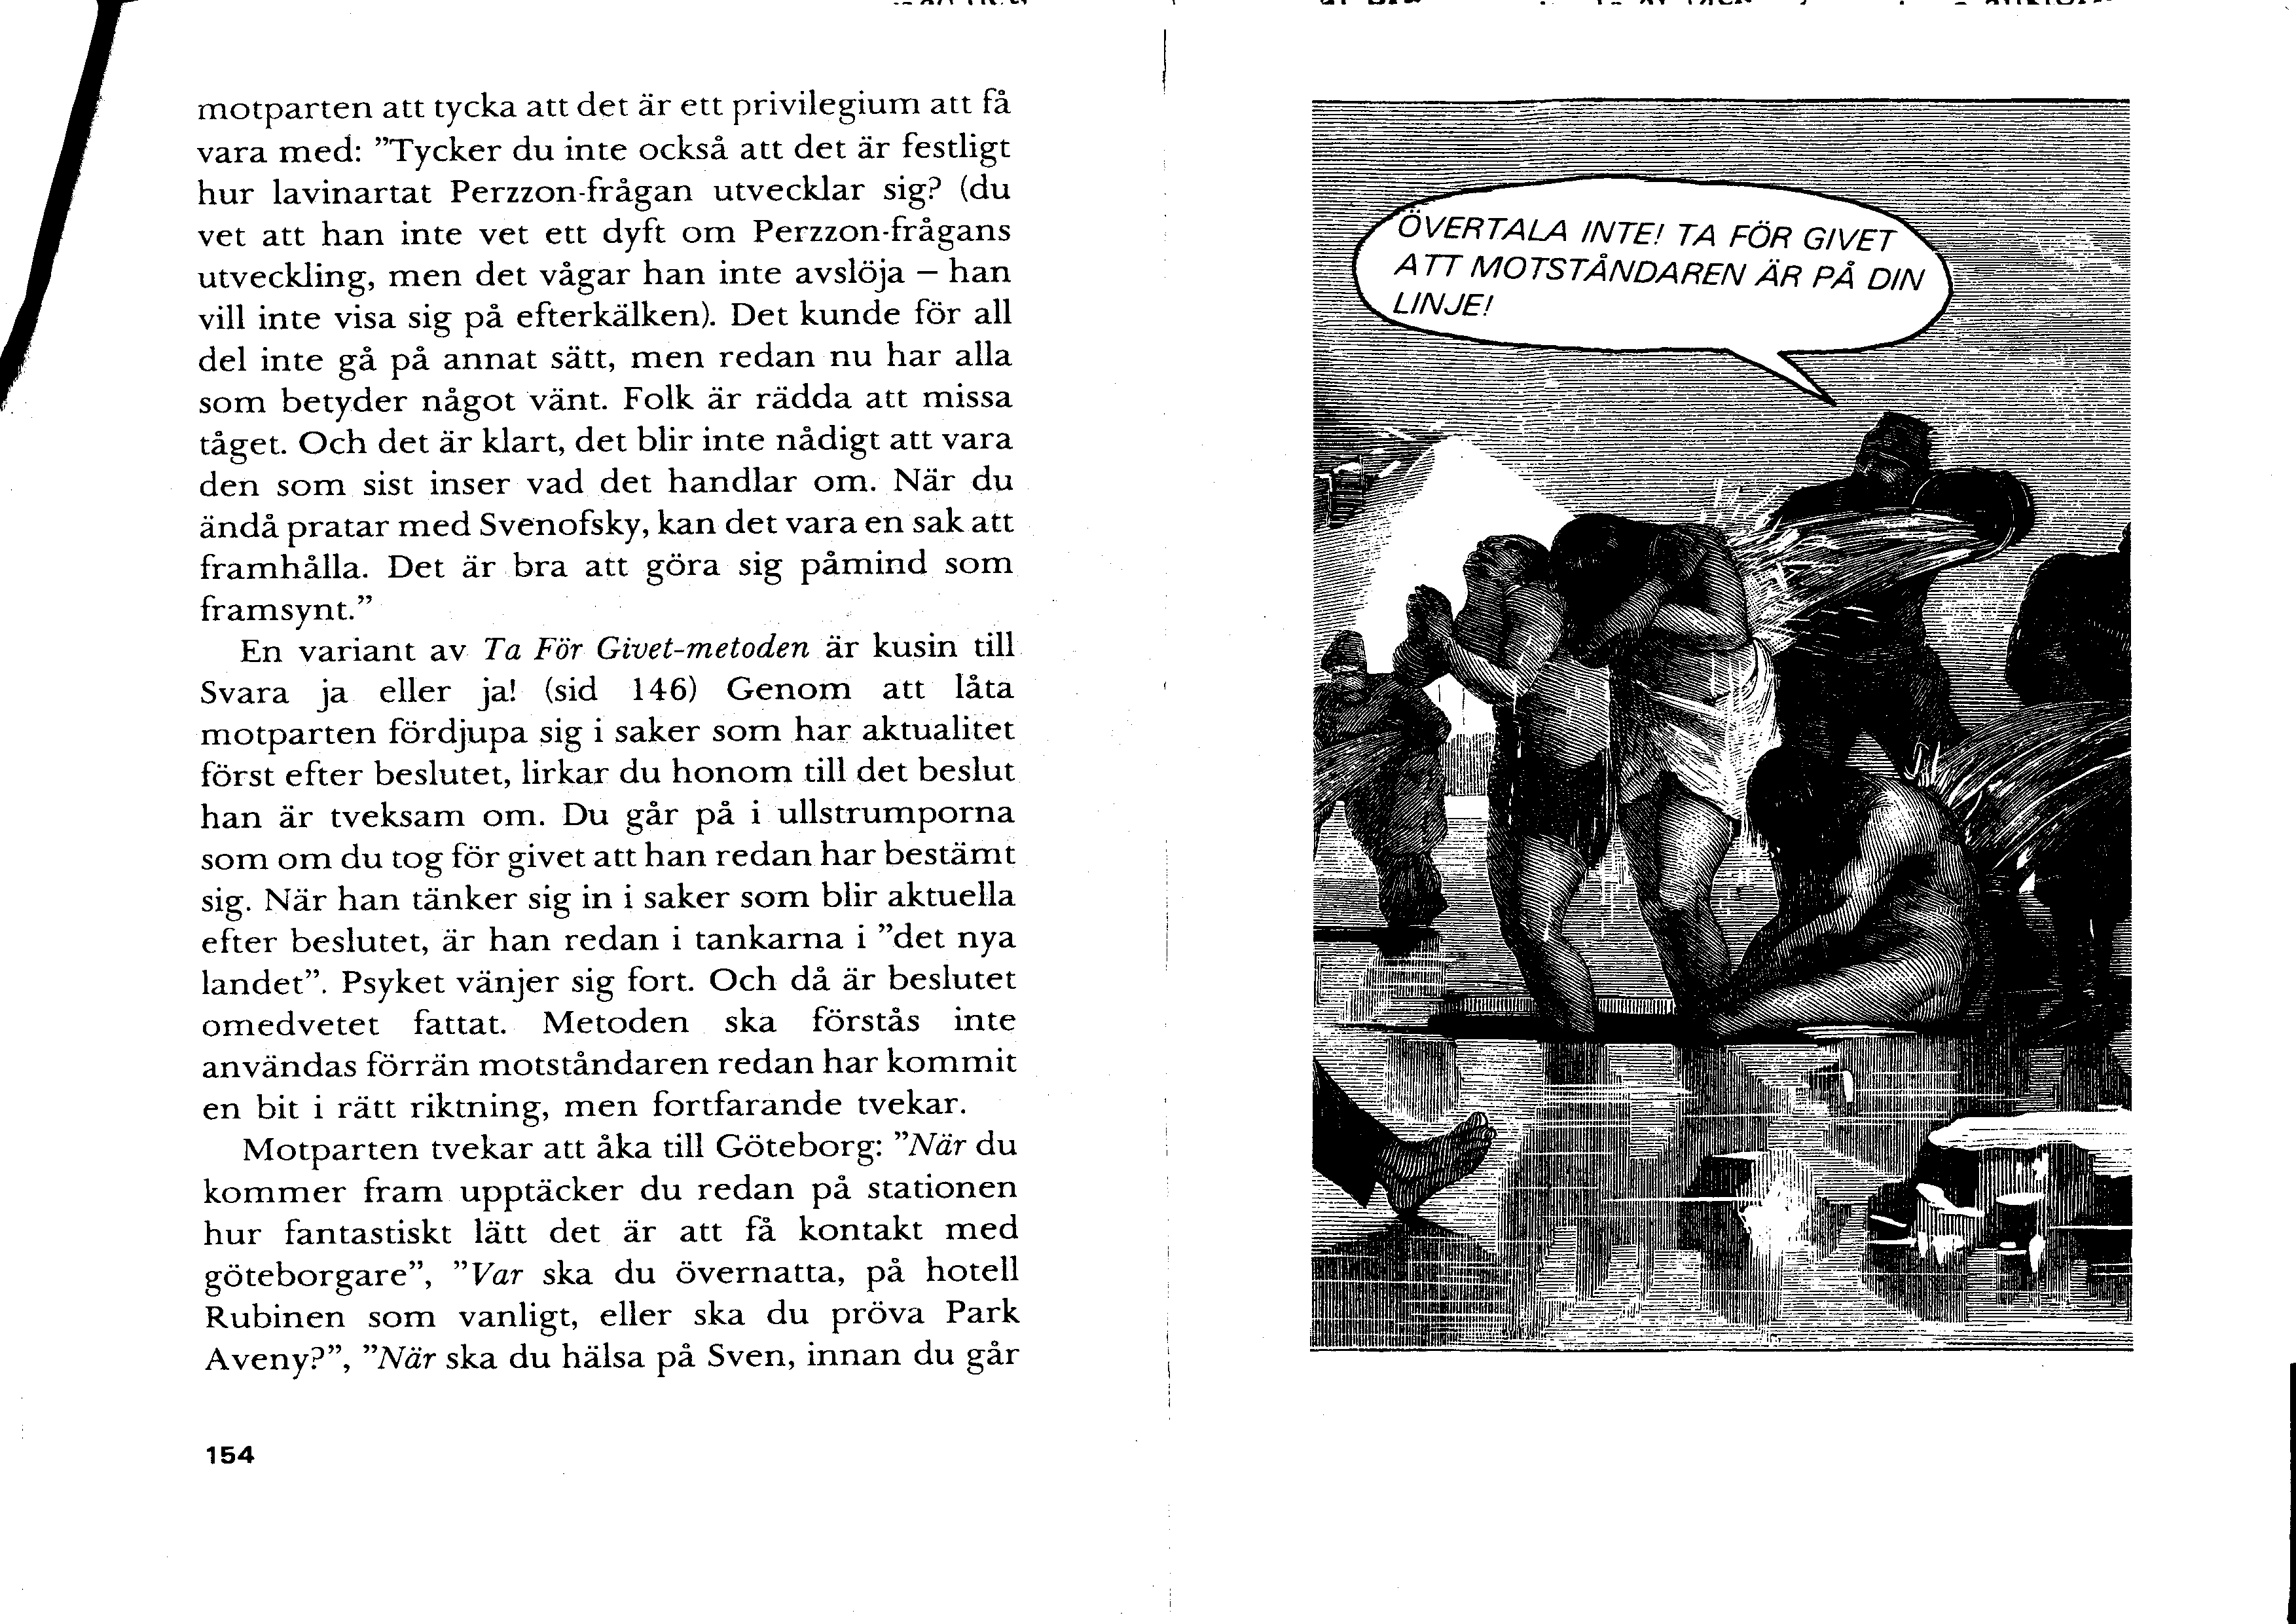 motparten att tycka att det är ett privilegium att få
vara med: ”Tycker du inte också att det är festligt
hur lavinartat Perzzon-frågan utvecklar sig? (du
vet att han inte vet ett dyft om Perzzon-frågans
utveckling, men det vågar han inte avslöja – han
vill inte visa sig på efterkälken). Det kunde för all
del inte gå på annat sätt, men redan nu har alla
som betyder något vänt. Folk är rädda att missa
tåget. Och det är klart, det blir inte nådigt att vara
den som sist inser vad det handlar om. När du
ändå pratar med Svenofsky, kan det vara en sak att
framhålla. Det är bra att göra sig påmind som
framsynt.”
En variant av Ta För Givet-metoden är kusin till
Svara ja eller ja! (sid 146) Genom att låta
motparten fördjupa sig i saker som har aktualitet
först efter beslutet, lirkar du honom till det beslut
han är tveksam om. Du går på i ullstrumporna
som om du tog för givet att han redan har bestämt
sig. När han tänker sig in i saker som blir aktuella
efter beslutet, är han redan i tankarna i ”det nya
landet”. Psyket vänjer sig fort. Och då är beslutet
omedvetet fattat. Metoden ska förstås inte
användas förrän motståndaren redan har kommit
en bit i rätt riktning, men fortfarande tvekar.
Motparten tvekar att åka till Göteborg: ”När du
kommer fram upptäcker du redan på stationen
hur fantastiskt lätt det är att få kontakt med
göteborgare”, ”Var ska du övernatta, på hotell
Rubinen som vanligt, eller ska du pröva Park
Aveny?”, ”När ska du hälsa på Sven, innan du går
154
ÖVERTALA INTE! TA FÖR GIVET
ATT MOTSTÅNDAREN ÄR PÅ DIN
LINJE!